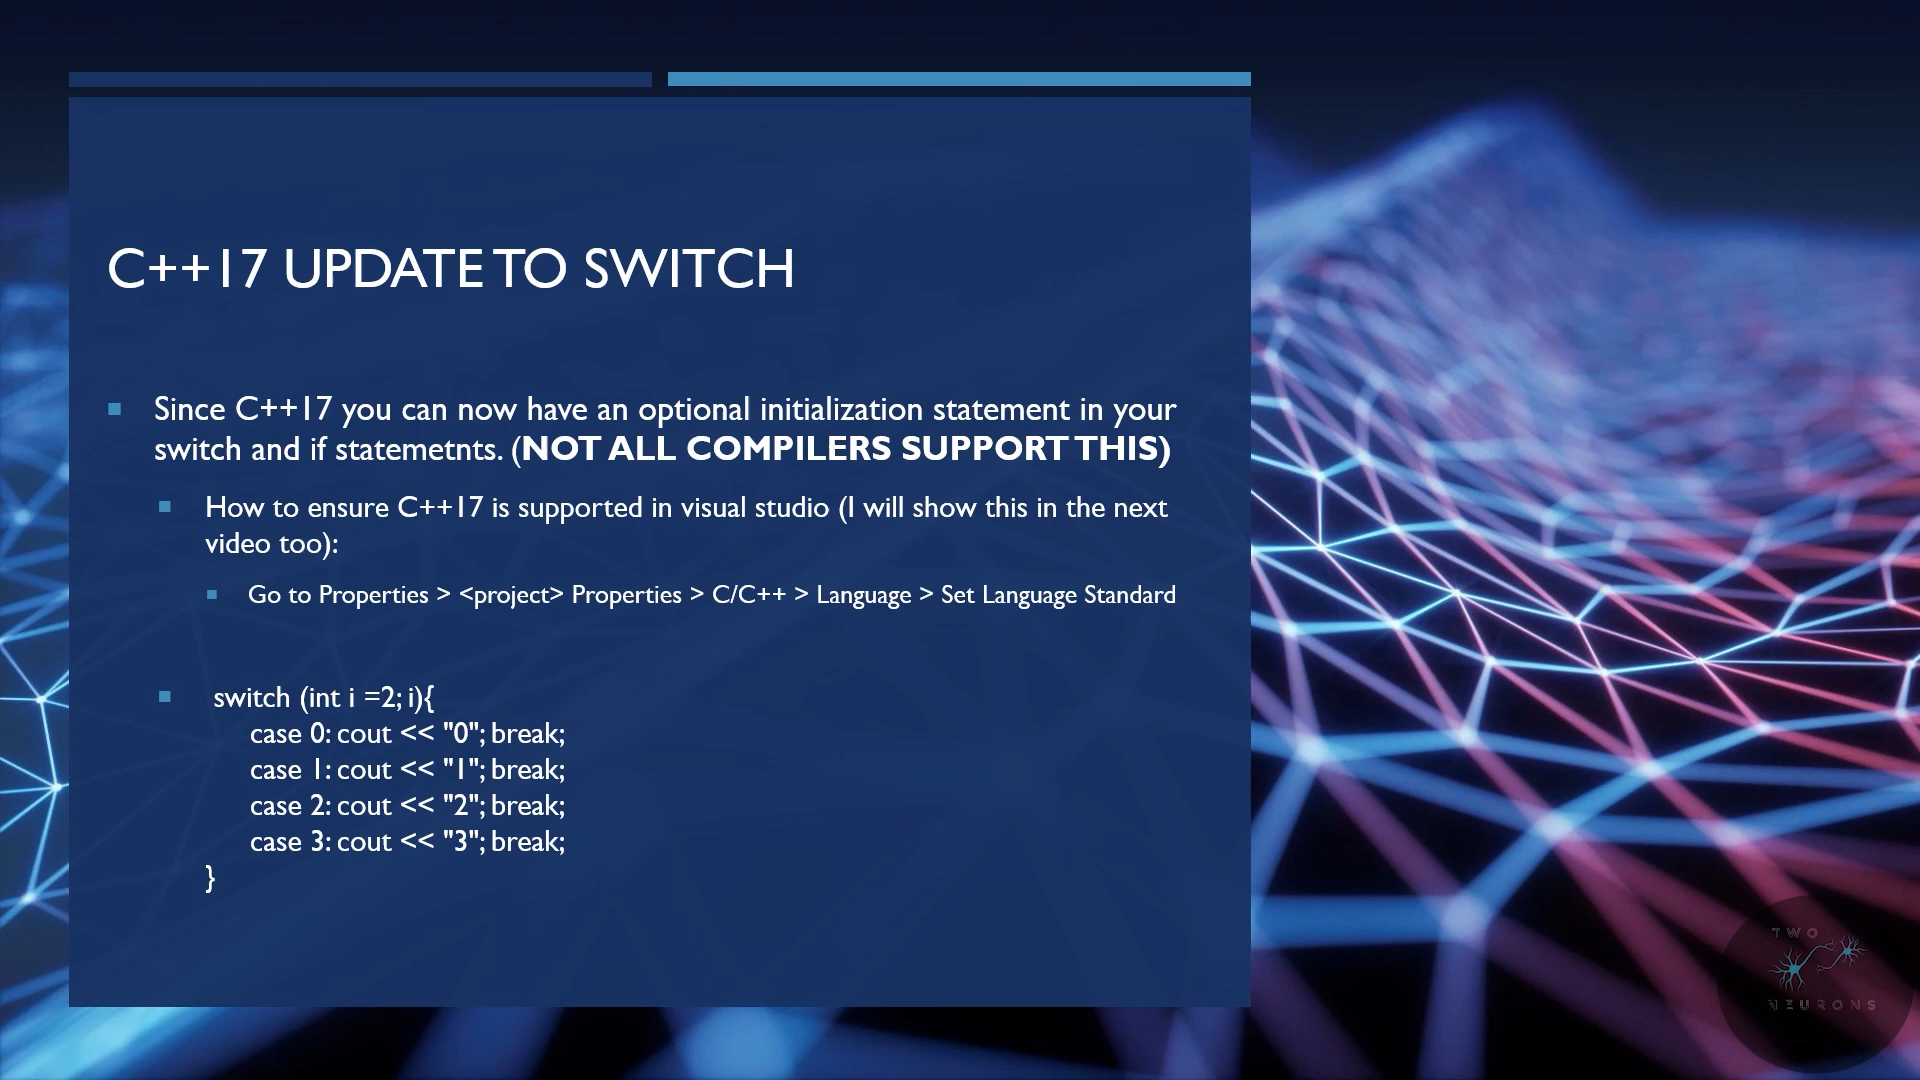 C++17 UPDATE TO SWITCH
Since C++17 you can now have an optional initialization statement in your
switch and if statemetnts. (NOT ALL COMPILERS SUPPORT THIS)
How to ensure C++17 is supported in visual studio (I will show this in the next
video too):
Go to Properties > <project> Properties > C/C++ > Language > Set Language Standard
switch (int i =2; i){
case 0: cout << "0"; break;
case 1: cout << "1"; break;
case 2: cout << "2"; break;
case 3: cout << "3"; break;
}
TWO
NEURONS